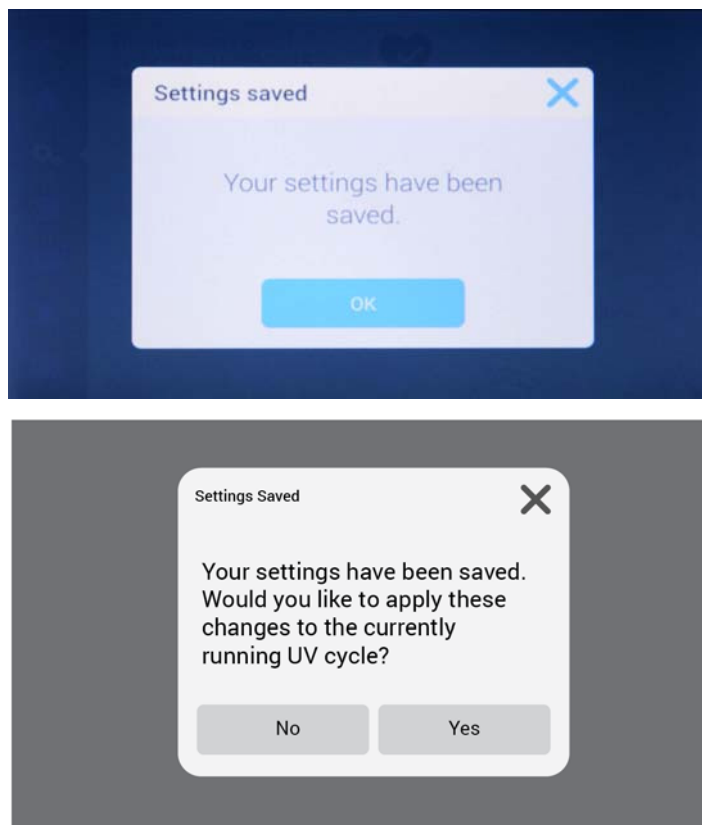 Settings saved
Your settings have been
saved.
OK
Settings Saved
Your settings have been saved.
Would you like to apply these
changes to the currently
running UV cycle?
No
Yes